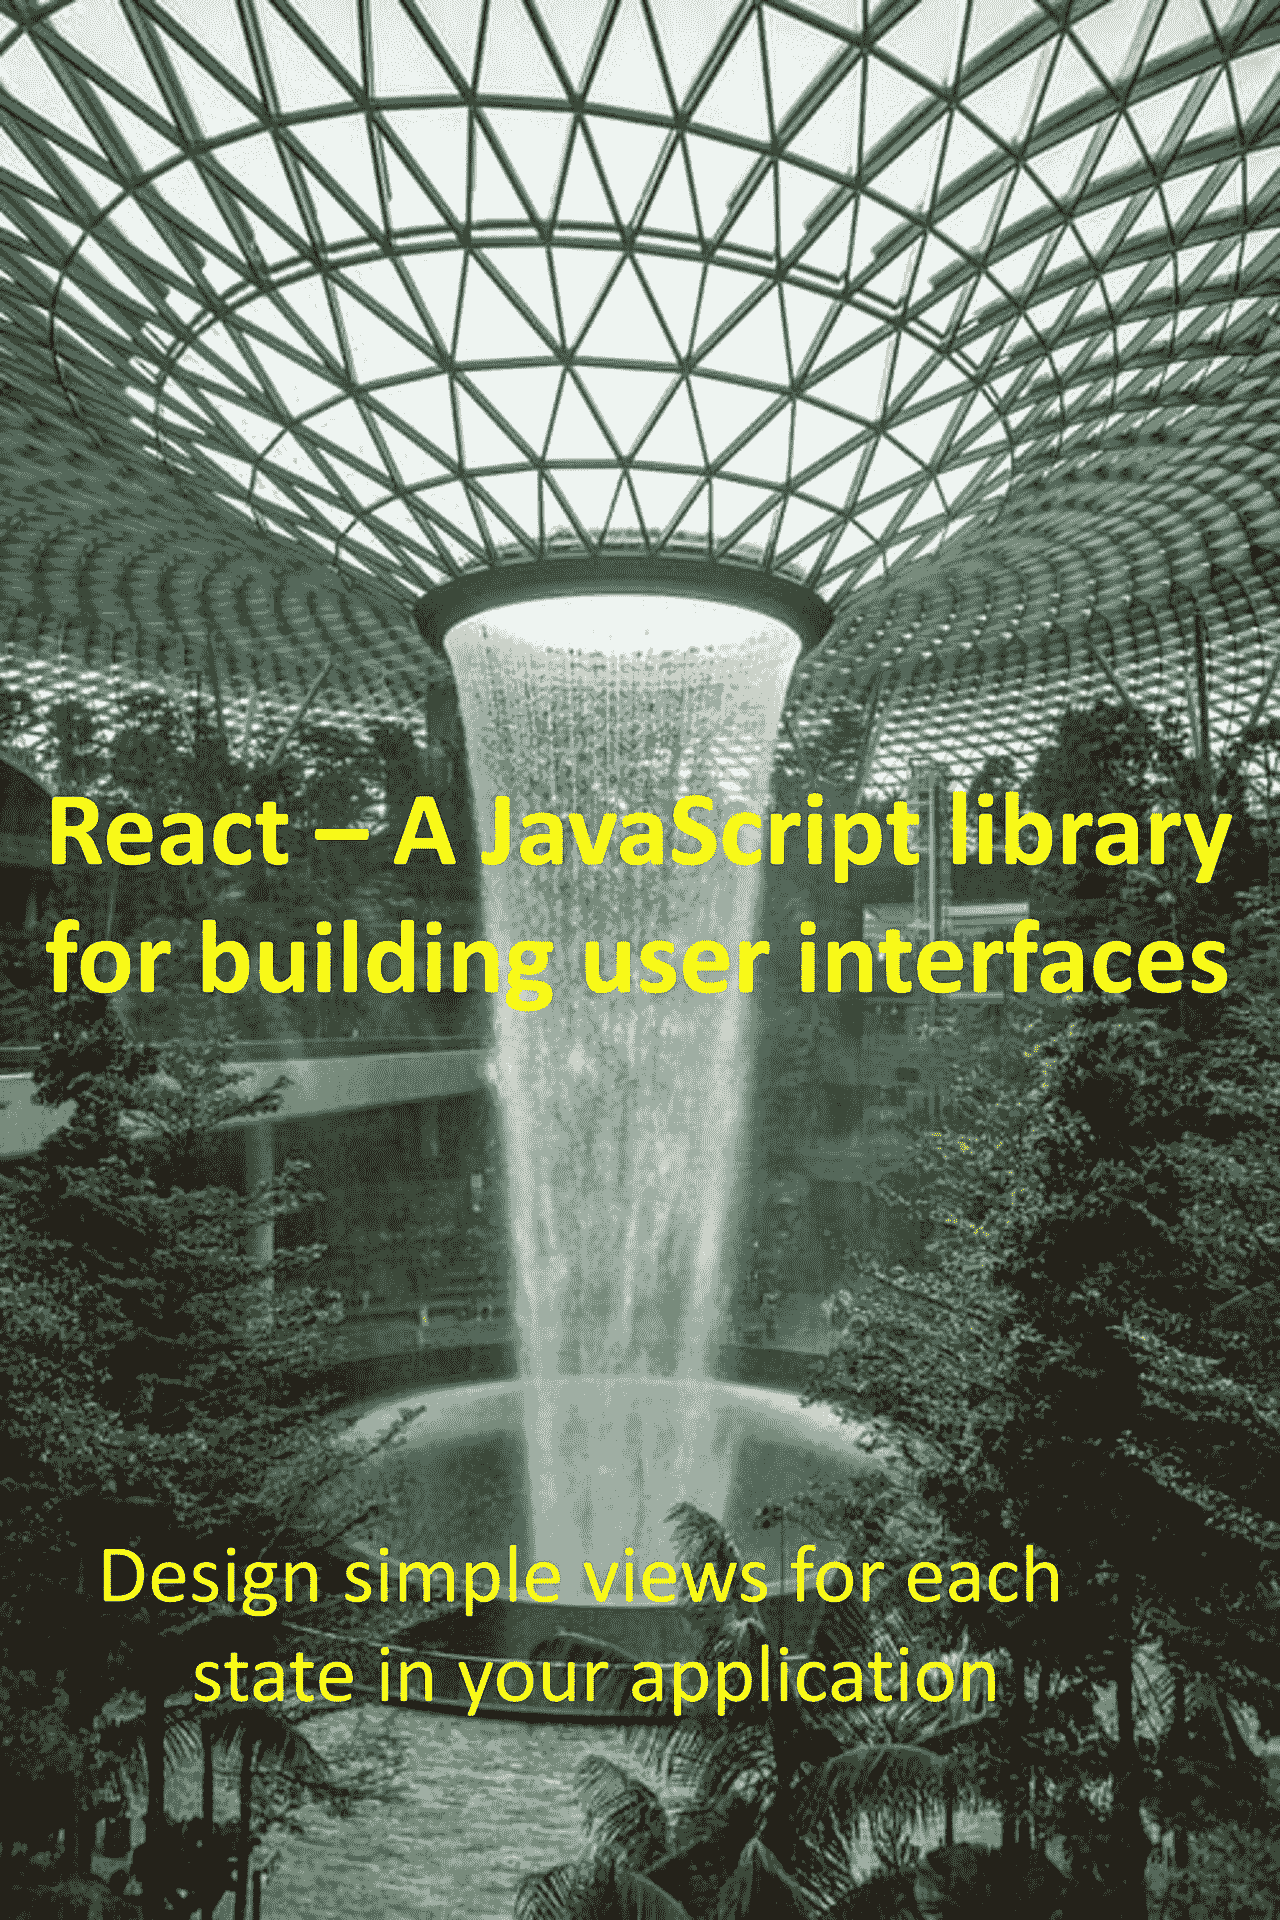 React – A JavaScript library
for building user interfaces
Design simple views for each
state in your application